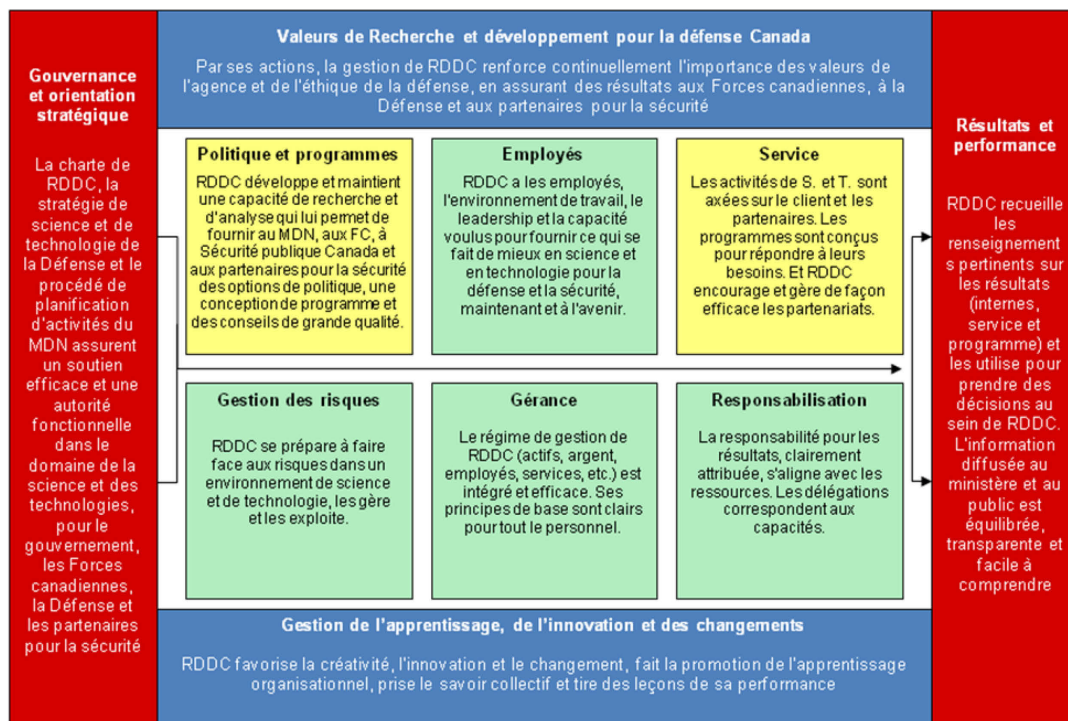 Valeurs de Recherche et développement pour la défense Canada
Par ses actions, la gestion de RDDC renforce continuellement l'importance des valeurs de
l'agence et de l'éthique de la défense, en assurant des résultats aux Forces canadiennes, à la
Défense et aux partenaires pour la sécurité
Gouvernance
et orientation
stratégique
La charte de
RDDC, la
stratégie de
science et de
technologie de
la Défense et le
procédé de
planification
d'activités du
MDN assurent
un soutien
efficace et une
autorité
fonctionnelle
dans le
domaine de la
science et des
technologies,
pour le
gouvernement,
les Forces
canadiennes,
la Défense et
les partenaires
pour la sécurité
Politique et programmes
RDDC développe et maintient
une capacité de recherche et
d'analyse qui lui permet de
fournir au MDN, aux FC, à
Sécurité publique Canada et
aux partenaires pour la sécurité
des options de politique, une
conception de programme et
des conseils de grande qualité.
Employés
RDDC a les employés,
l'environnement de travail, le
leadership et la capacité
voulus pour fournir ce qui se
fait de mieux en science et
en technologie pour la
défense et la sécurité,
maintenant et à l'avenir.
Service
Les activités de S. et T. sont
axées sur le client et les
partenaires. Les
programmes sont conçus
pour répondre à leurs
besoins. Et RDDC
encourage et gère de façon
efficace les partenariats.
Gestion des risques
RDDC se prépare à faire
face aux risques dans un
environnement de science
et de technologie, les gère
et les exploite.
Gérance
Le régime de gestion de
RDDC (actifs, argent,
employés, services, etc.) est
intégré et efficace. Ses
principes de base sont clairs
pour tout le personnel.
Responsabilisation
La responsabilité pour les
résultats, clairement
attribuée, s'aligne avec les
ressources. Les délégations
correspondent aux
capacités.
Résultats et
performance
RDDC recueille
les
renseignement
s pertinents sur
les résultats
(internes,
service et
programme) et
les utilise pour
prendre des
décisions au
sein de RDDC.
L'information
diffusée au
ministère et au
public est
équilibrée,
transparente et
facile à
comprendre
Gestion de l'apprentissage, de l'innovation et des changements
RDDC favorise la créativité, l'innovation et le changement, fait la promotion de l'apprentissage
organisationnel, prise le savoir collectif et tire des leçons de sa performance